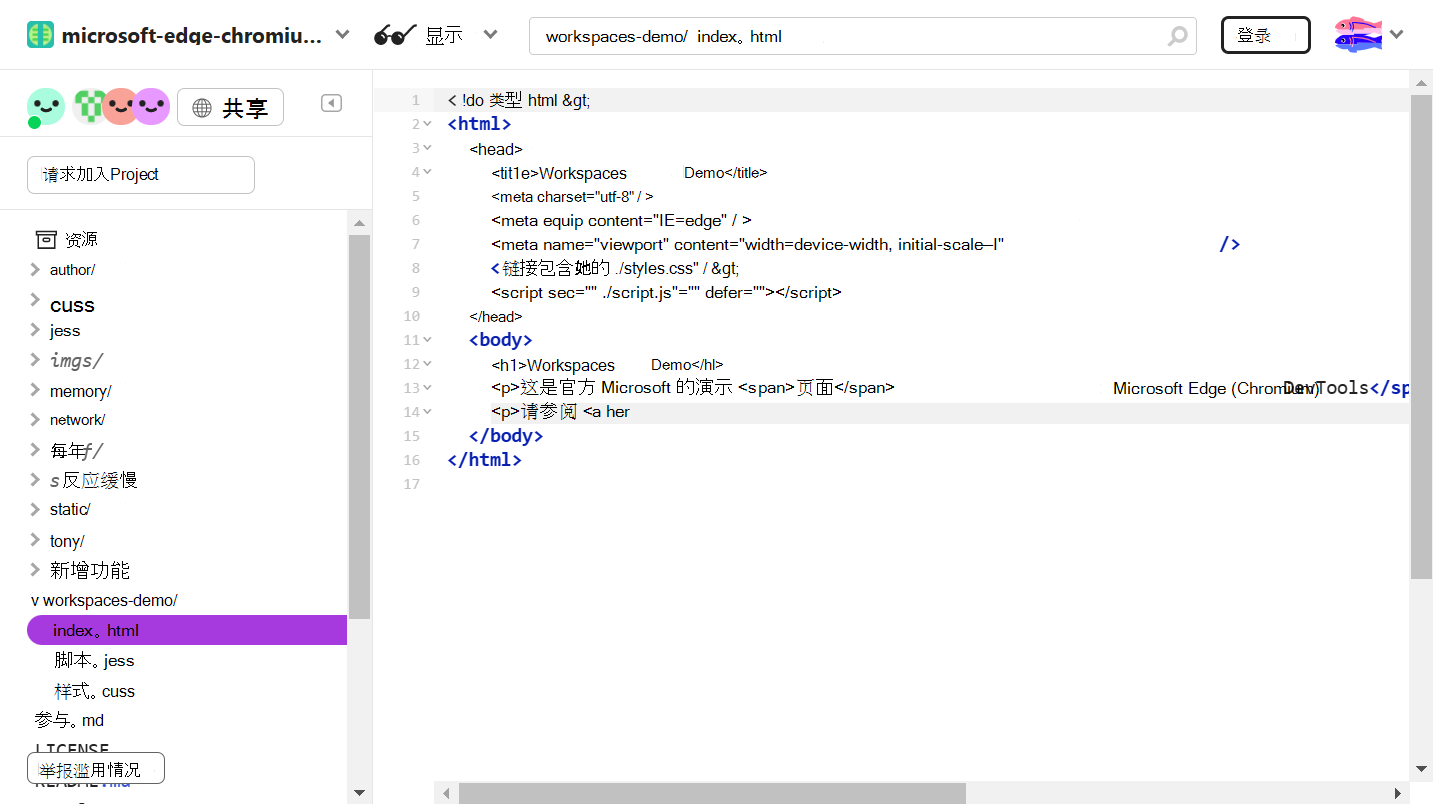 microsoft-edge-chromiu...
显示
workspaces-demo/ index。html
登录
共享
请求加入Project
资源
author/
cuss
jess
imgs/
memory/
network/
每年f/
s反应缓慢
static/
tony/
新增功能
v workspaces-demo/
index。html
脚本。jess
样式。cuss
参与。md
LICENSE
举报滥用情况
1 < !do 类型 html &gt;
2 <html>
3 <head>
4 <tit1e>Workspaces Demo</title>
5 <meta charset="utf-8" / >
6 <meta equip content="IE=edge" / >
7 <meta name="viewport" content="width=device-width, initial-scale—I" />
8 <链接包含她的 ./styles.css" / &gt;
9 <script sec="" ./script.js"="" defer=""></script>
10 </head>
11 <body>
12 <h1>Workspaces Demo</hl>
13 <p>这是官方 Microsoft 的演示 <span>页面</span> Microsoft Edge (Chromium) DevTools</sp
14 <p>请参阅 <a her
15 </body>
16 </html>
17